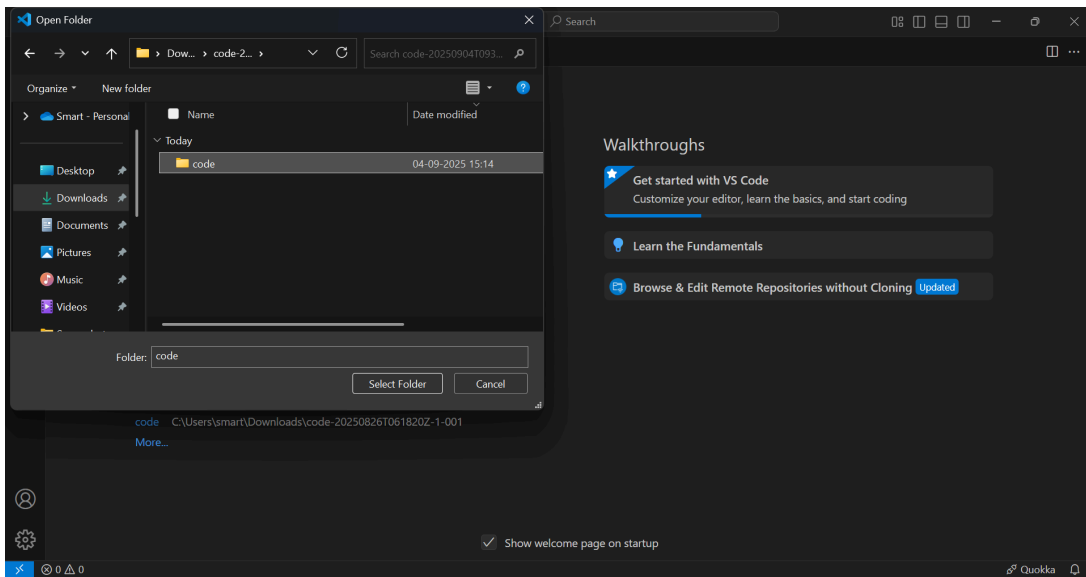 Open Folder
Search
Dow... > code-2... >
Search code-20250904T093...
Organize
New folder
Smart - Personal
Name
Date modified
Today
code
04-09-2025 15:14
Desktop
Downloads
Documents
Pictures
Music
Videos
Folder: code
Select Folder
Cancel
code C:\Users\smart\Downloads\code-20250826T061820Z-1-001
More...
Walkthroughs
Get started with VS Code
Customize your editor, learn the basics, and start coding
Learn the Fundamentals
Browse & Edit Remote Repositories without Cloning Updated
Show welcome page on startup
0 0
Quokka